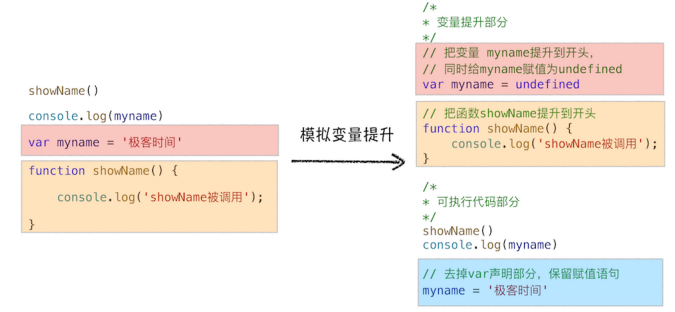 showName()
console.log(myname)
var myname = '极客时间'
function showName() {
console.log('showName被调用');
}
模拟变量提升
/*
* 变量提升部分
*/
// 把变量 myname提升到开头，
// 同时给myname赋值为undefined
var myname = undefined
// 把函数showName提升到开头
function showName() {
console.log('showName被调用');
}
/*
* 可执行代码部分
*/
showName()
console.log(myname)
// 去掉var声明部分，保留赋值语句
myname = '极客时间'